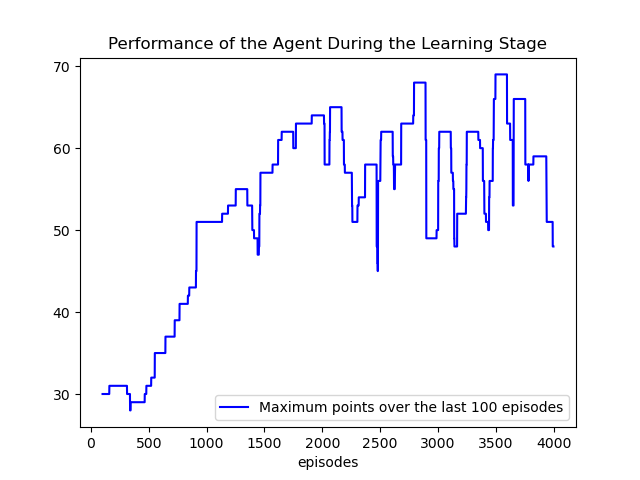 Performance of the Agent During the Learning Stage
70
60
50
40
30
Maximum points over the last 100 episodes
0 500 1000 1500 2000 2500 3000 3500 4000
episodes